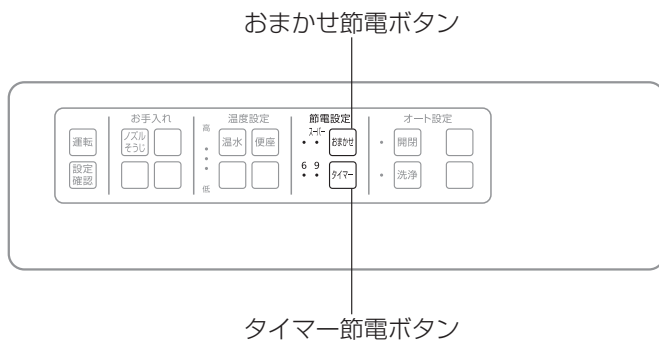 おまかせ節電ボタン
お手入れ 温度設定 節電設定 オート設定
高 スーパー
運転 ノズルそうじ 温水 便座 おまかせ 開閉
6 9
設定確認 タイマー 洗浄
低
タイマー節電ボタン